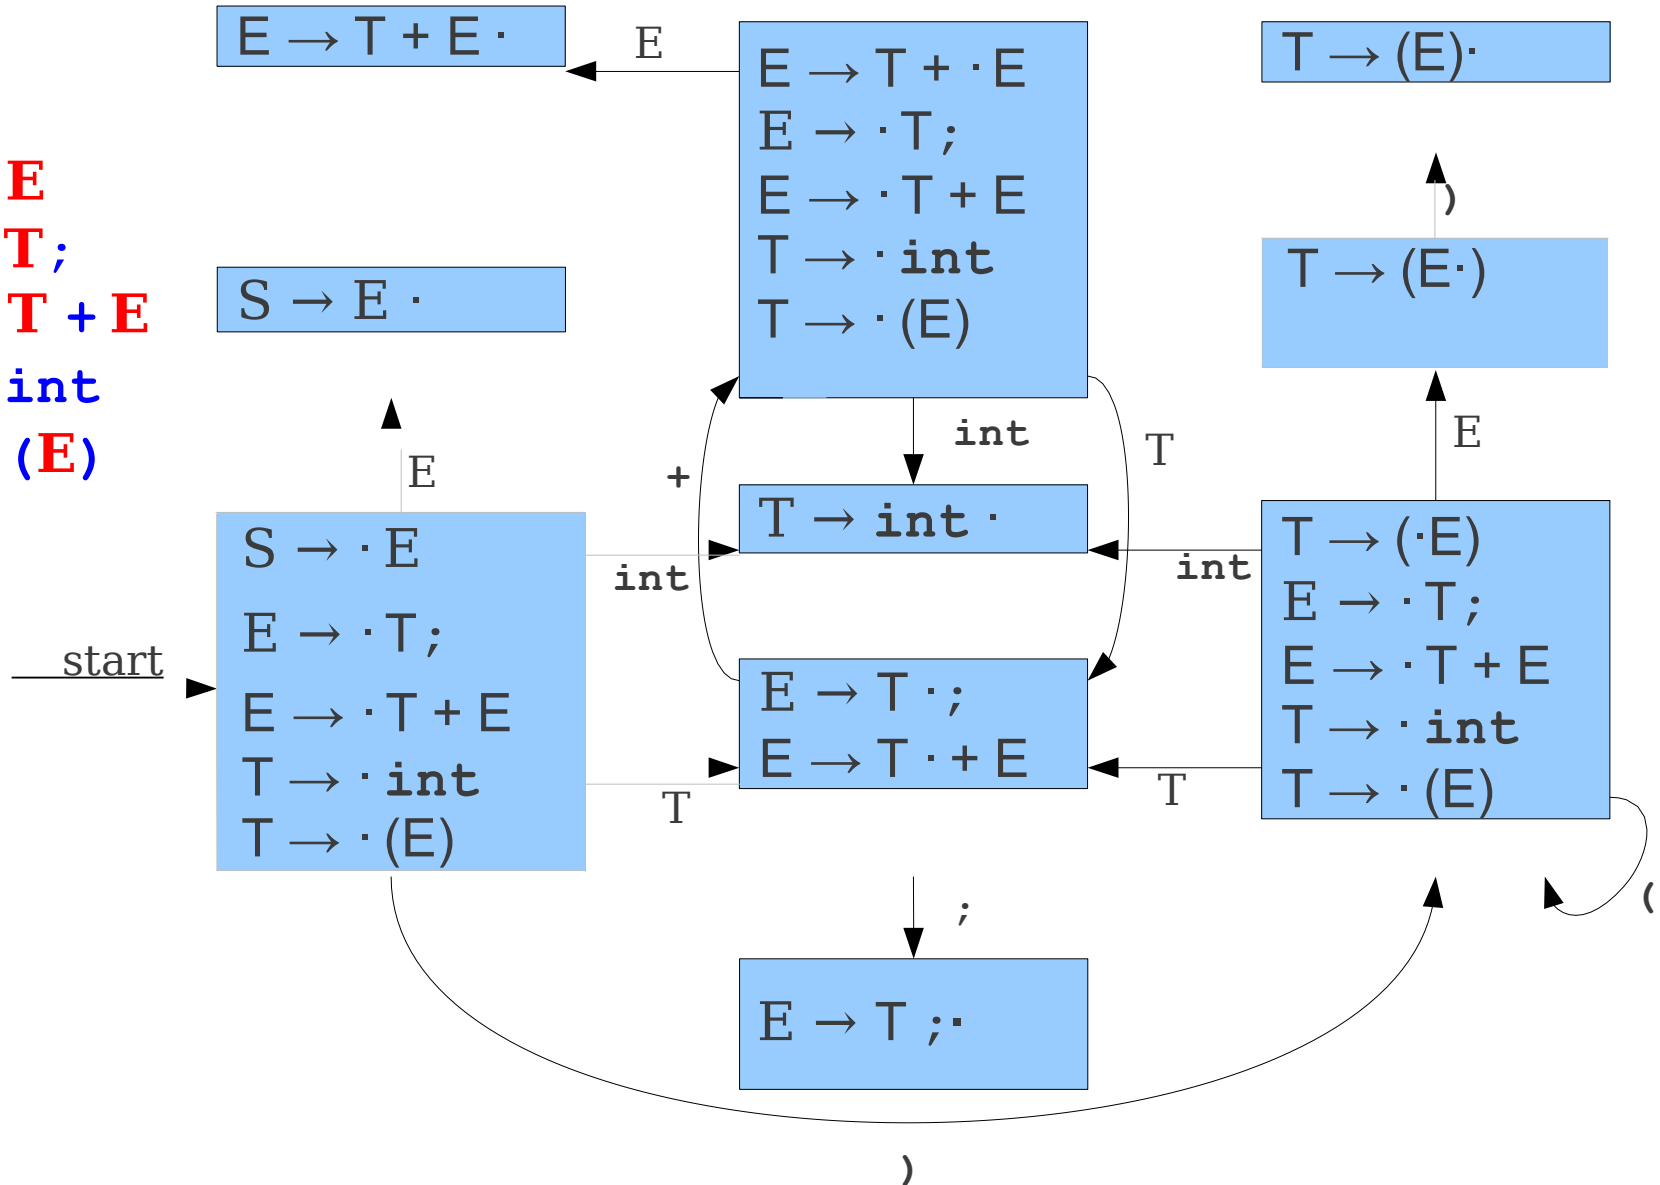 E → T + E ·
E
E → T + · E
E → · T ;
E → · T + E
T → · int
T → · (E)
T → (E)·
E
T ;
T + E
int
(E)
S → E ·
)
T → (E·)
E
+
int
T
E
T → int ·
int
int
start
S → · E
E → · T ;
E → · T + E
T → · int
T → · (E)
T
E → T · ;
E → T · + E
T
T → (·E)
E → · T ;
E → · T + E
T → · int
T → · (E)
(
;
E → T ;·
)